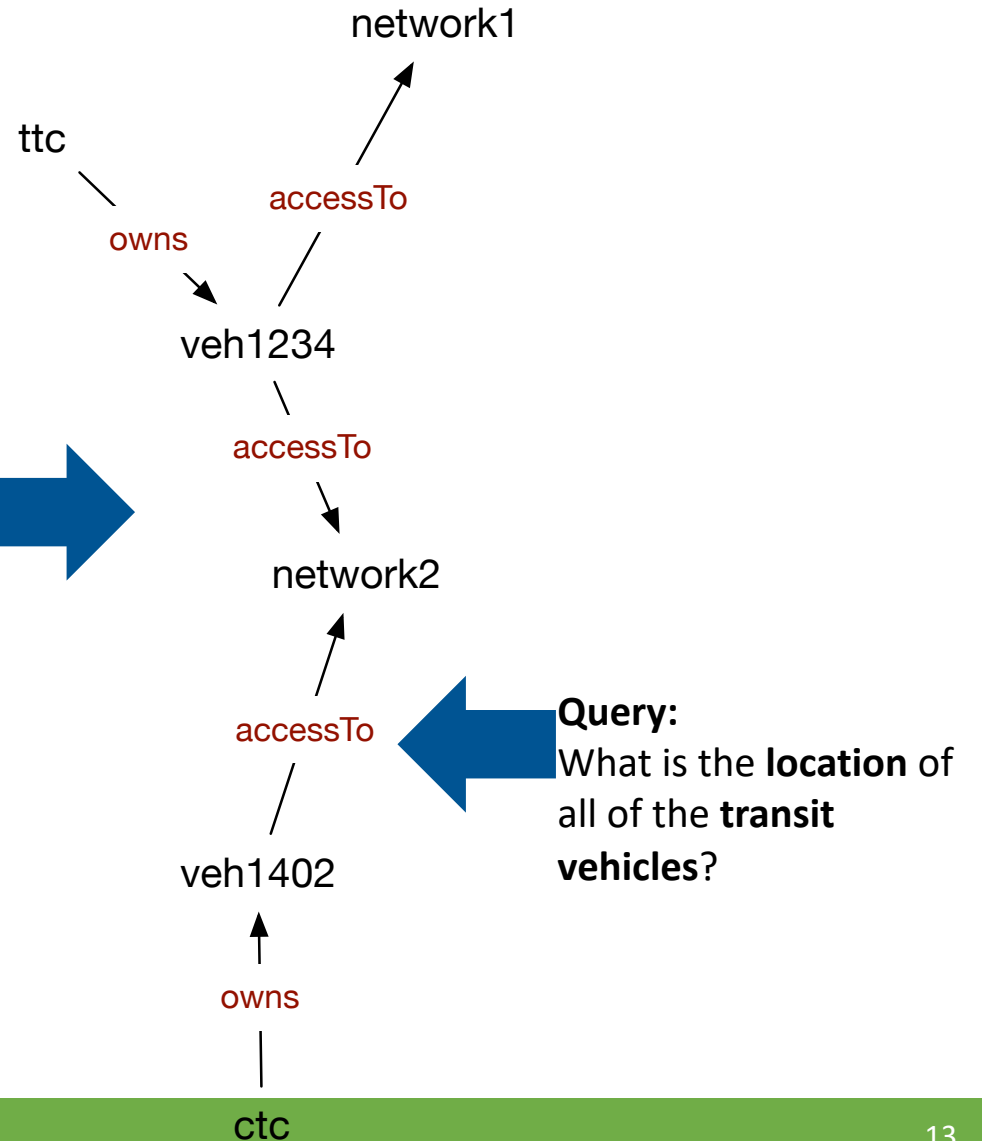 network1
ttc
accessTo
owns
veh1234
accessTo
network2
accessTo
Query:
What is the location of
all of the transit
vehicles?
veh1402
owns
ctc
13